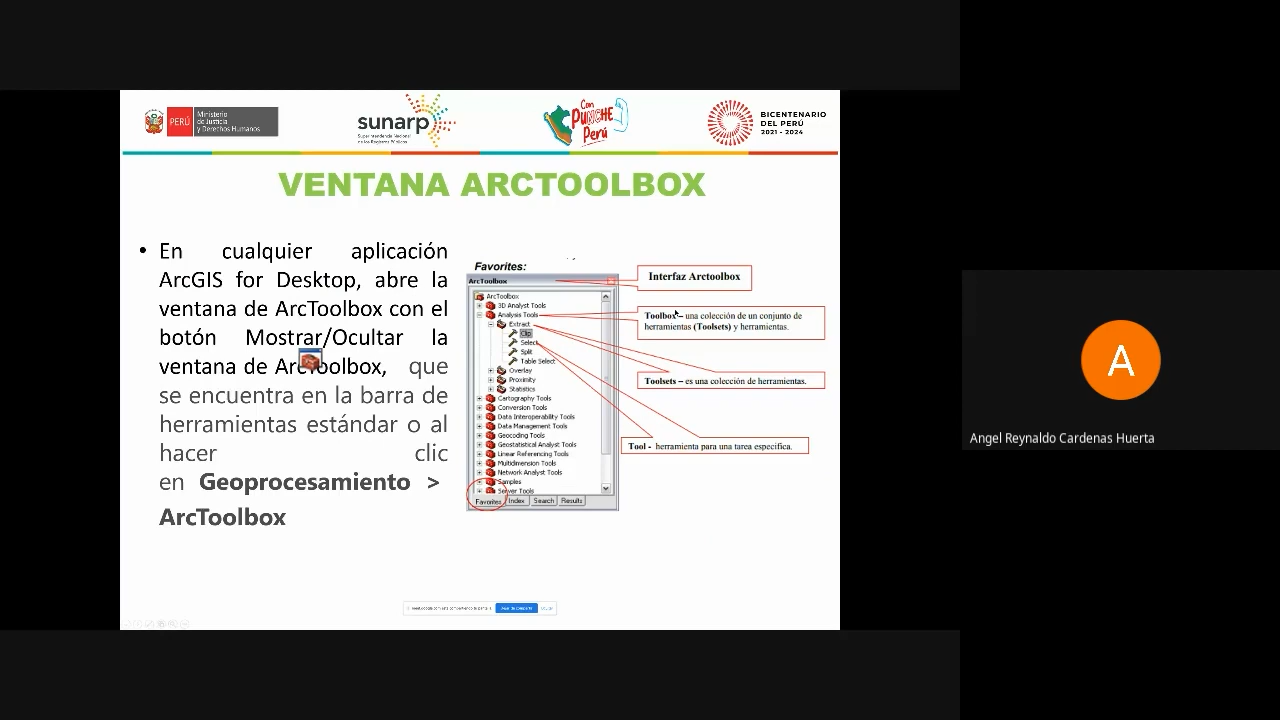 PERÚ
Ministerio
de Justicia
y Derechos Humanos
sunarp
Superintendencia Nacional
de los Registros Públicos
Con
PUNCHE
Perú
BICENTENARIO
DEL PERÚ
2021 - 2024
VENTANA ARCTOOLBOX
• En cualquier aplicación
ArcGIS for Desktop, abre la
ventana de ArcToolbox con el
botón Mostrar/Ocultar la
ventana de ArcToolbox, que
se encuentra en la barra de
herramientas estándar o al
hacer clic
en Geoprocesamiento >
ArcToolbox
Favorites:
ArcToolbox
ArcToolbox
3D Analyst Tools
Analysis Tools
Extract
Clip
Select
Split
Table Select
Overlay
Proximity
Statistics
Cartography Tools
Conversion Tools
Data Interoperability Tools
Data Management Tools
Geocoding Tools
Geostatistical Analyst Tools
Linear Referencing Tools
Multidimension Tools
Network Analyst Tools
Samples
Server Tools
Favorites Index Search Results
Interfaz Arctoolbox
Toolbox – una colección de un conjunto de
herramientas (Toolsets) y herramientas.
Toolsets – es una colección de herramientas.
Tool - herramienta para una tarea especifica.
A
Angel Reynaldo Cardenas Huerta